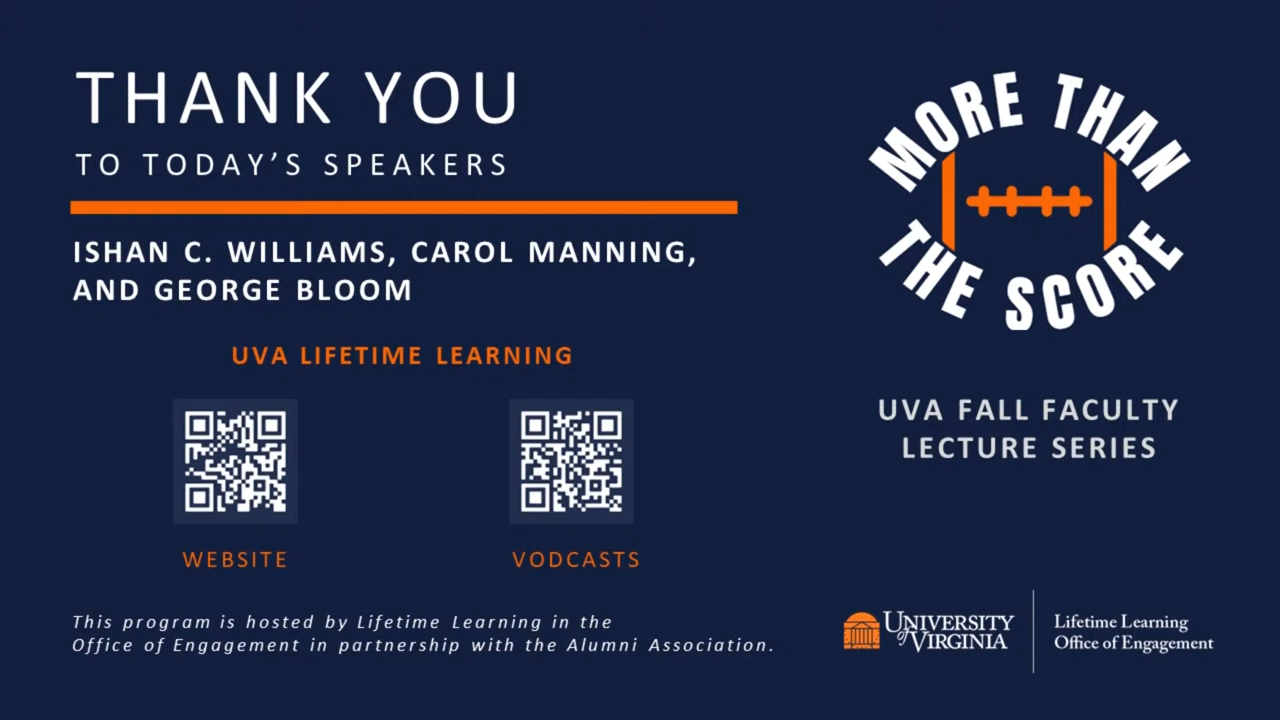 THANK YOU
TO TODAY’S SPEAKERS
ISHAN C. WILLIAMS, CAROL MANNING,
AND GEORGE BLOOM
UVA LIFETIME LEARNING
WEBSITE
VODCASTS
This program is hosted by Lifetime Learning in the
Office of Engagement in partnership with the Alumni Association.
MORE THAN
THE SCORE
UVA FALL FACULTY
LECTURE SERIES
UNIVERSITY
of VIRGINIA
Lifetime Learning
Office of Engagement